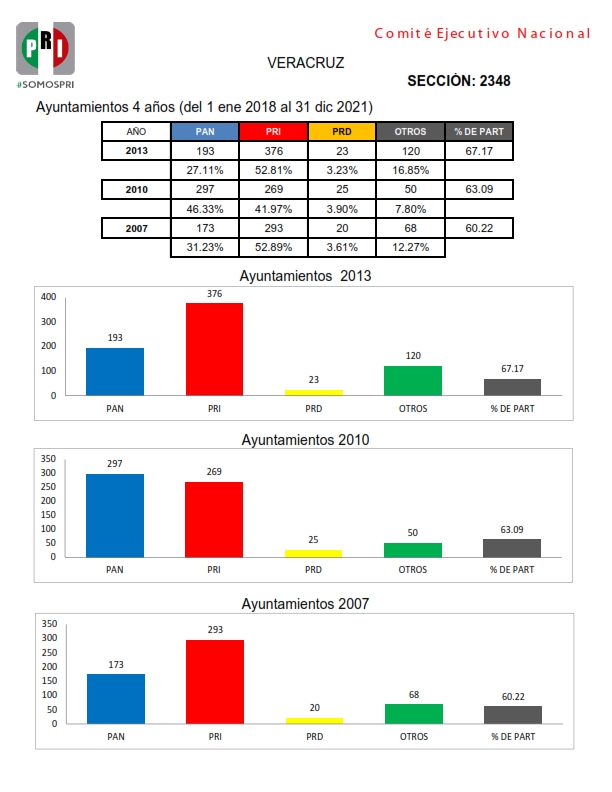 Comité Ejecutivo Nacional
PRI
#SOMOSPRI
VERACRUZ
SECCIÓN: 2348
Ayuntamientos 4 años (del 1 ene 2018 al 31 dic 2021)
AÑO PAN PRI PRD OTROS % DE PART
2013 193 376 23 120 67.17
27.11% 52.81% 3.23% 16.85%
2010 297 269 25 50 63.09
46.33% 41.97% 3.90% 7.80%
2007 173 293 20 68 60.22
31.23% 52.89% 3.61% 12.27%
Ayuntamientos 2013
400
300
200
100
0
193 376 23 120 67.17
PAN PRI PRD OTROS % DE PART
Ayuntamientos 2010
350
300
250
200
150
100
50
0
297 269 25 50 63.09
PAN PRI PRD OTROS % DE PART
Ayuntamientos 2007
350
300
250
200
150
100
50
0
173 293 20 68 60.22
PAN PRI PRD OTROS % DE PART